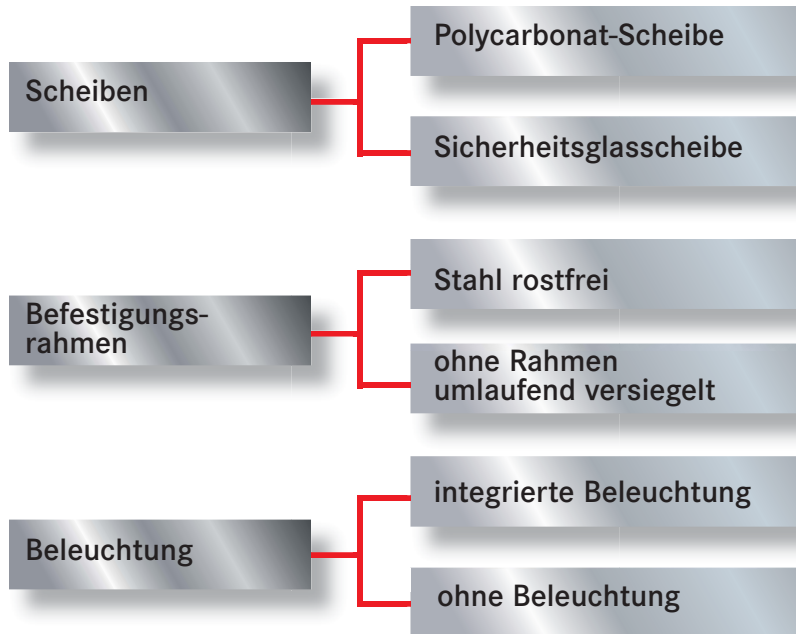 Scheiben
Polycarbonat-Scheibe
Sicherheitsglasscheibe
Befestigungs-
rahmen
Stahl rostfrei
ohne Rahmen
umlaufend versiegelt
Beleuchtung
integrierte Beleuchtung
ohne Beleuchtung